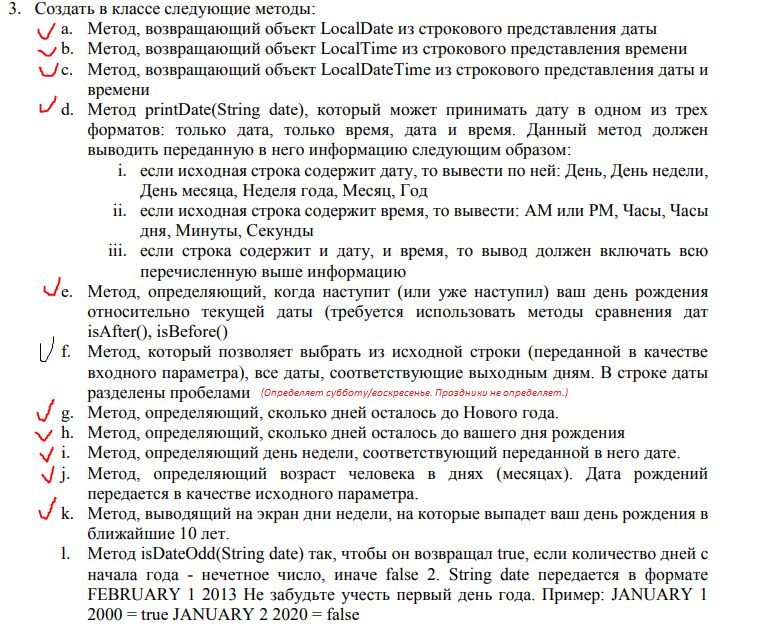 3. Создать в классе следующие методы:
a. Метод, возвращающий объект LocalDate из строкового представления даты
b. Метод, возвращающий объект LocalTime из строкового представления времени
c. Метод, возвращающий объект LocalDateTime из строкового представления даты и
времени
d. Метод printDate(String date), который может принимать дату в одном из трех
форматов: только дата, только время, дата и время. Данный метод должен
выводить переданную в него информацию следующим образом:
i. если исходная строка содержит дату, то вывести по ней: День, День недели,
День месяца, Неделя года, Месяц, Год
ii. если исходная строка содержит время, то вывести: AM или PM, Часы, Часы
дня, Минуты, Секунды
iii. если строка содержит и дату, и время, то вывод должен включать всю
перечисленную выше информацию
e. Метод, определяющий, когда наступит (или уже наступил) ваш день рождения
относительно текущей даты (требуется использовать методы сравнения дат
isAfter(), isBefore()
f. Метод, который позволяет выбрать из исходной строки (переданной в качестве
входного параметра), все даты, соответствующие выходным дням. В строке даты
разделены пробелами (Определяет субботу/воскресенье. Праздники не определяет.)
g. Метод, определяющий, сколько дней осталось до Нового года.
h. Метод, определяющий, сколько дней осталось до вашего дня рождения
i. Метод, определяющий день недели, соответствующий переданной в него дате.
j. Метод, определяющий возраст человека в днях (месяцах). Дата рождений
передается в качестве исходного параметра.
k. Метод, выводящий на экран дни недели, на которые выпадет ваш день рождения в
ближайшие 10 лет.
l. Метод isDateOdd(String date) так, чтобы он возвращал true, если количество дней с
начала года - нечетное число, иначе false 2. String date передается в формате
FEBRUARY 1 2013 Не забудьте учесть первый день года. Пример: JANUARY 1
2000 = true JANUARY 2 2020 = false